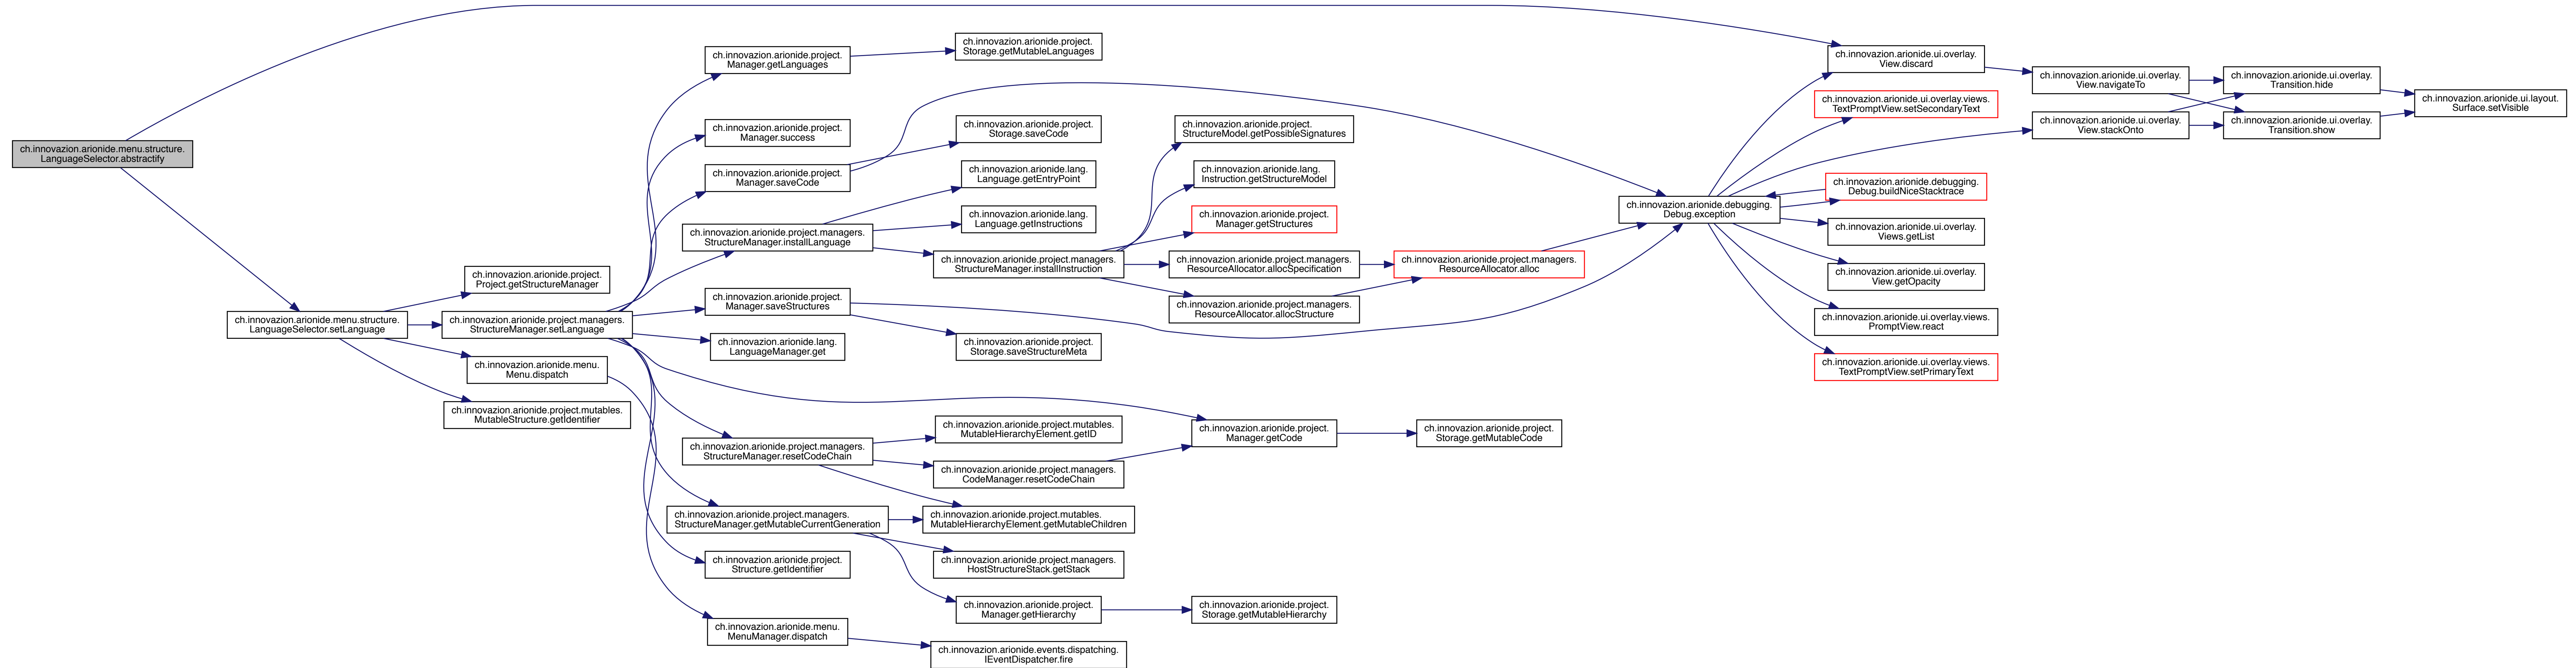 ch.innovazion.arionide.menu.structure.
LanguageSelector.abstractify
ch.innovazion.arionide.menu.structure.
LanguageSelector.setLanguage
ch.innovazion.arionide.project.
Project.getStructureManager
ch.innovazion.arionide.project.managers.
StructureManager.setLanguage
ch.innovazion.arionide.menu.
Menu.dispatch
ch.innovazion.arionide.project.mutables.
MutableStructure.getIdentifier
ch.innovazion.arionide.project.
Manager.getLanguages
ch.innovazion.arionide.project.
Manager.success
ch.innovazion.arionide.project.
Manager.saveCode
ch.innovazion.arionide.project.managers.
StructureManager.installLanguage
ch.innovazion.arionide.project.
Manager.saveStructures
ch.innovazion.arionide.lang.
LanguageManager.get
ch.innovazion.arionide.project.managers.
StructureManager.resetCodeChain
ch.innovazion.arionide.project.managers.
StructureManager.getMutableCurrentGeneration
ch.innovazion.arionide.project.
Structure.getIdentifier
ch.innovazion.arionide.menu.
MenuManager.dispatch
ch.innovazion.arionide.project.
Storage.getMutableLanguages
ch.innovazion.arionide.project.
Storage.saveCode
ch.innovazion.arionide.lang.
Language.getEntryPoint
ch.innovazion.arionide.lang.
Language.getInstructions
ch.innovazion.arionide.project.managers.
StructureManager.installInstruction
ch.innovazion.arionide.project.
Storage.saveStructureMeta
ch.innovazion.arionide.project.mutables.
MutableHierarchyElement.getID
ch.innovazion.arionide.project.managers.
CodeManager.resetCodeChain
ch.innovazion.arionide.project.mutables.
MutableHierarchyElement.getMutableChildren
ch.innovazion.arionide.project.managers.
HostStructureStack.getStack
ch.innovazion.arionide.project.
Manager.getHierarchy
ch.innovazion.arionide.events.dispatching.
IEventDispatcher.fire
ch.innovazion.arionide.project.
StructureModel.getPossibleSignatures
ch.innovazion.arionide.lang.
Instruction.getStructureModel
ch.innovazion.arionide.project.
Manager.getStructures
ch.innovazion.arionide.project.managers.
ResourceAllocator.allocSpecification
ch.innovazion.arionide.project.managers.
ResourceAllocator.allocStructure
ch.innovazion.arionide.project.
Manager.getCode
ch.innovazion.arionide.project.
Storage.getMutableHierarchy
ch.innovazion.arionide.project.managers.
ResourceAllocator.alloc
ch.innovazion.arionide.project.
Storage.getMutableCode
ch.innovazion.arionide.debugging.
Debug.exception
ch.innovazion.arionide.ui.overlay.
View.discard
ch.innovazion.arionide.ui.overlay.views.
TextPromptView.setSecondaryText
ch.innovazion.arionide.debugging.
Debug.buildNiceStacktrace
ch.innovazion.arionide.ui.overlay.
Views.getList
ch.innovazion.arionide.ui.overlay.
View.getOpacity
ch.innovazion.arionide.ui.overlay.views.
PromptView.react
ch.innovazion.arionide.ui.overlay.views.
TextPromptView.setPrimaryText
ch.innovazion.arionide.ui.overlay.
View.navigateTo
ch.innovazion.arionide.ui.overlay.
View.stackOnto
ch.innovazion.arionide.ui.overlay.
Transition.hide
ch.innovazion.arionide.ui.overlay.
Transition.show
ch.innovazion.arionide.ui.layout.
Surface.setVisible